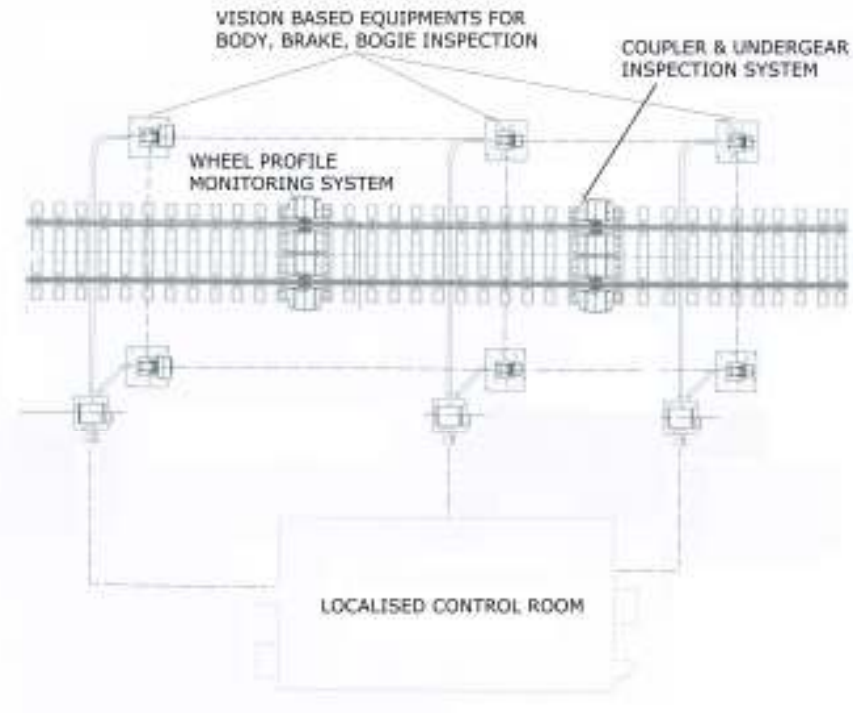 VISION BASED EQUIPMENTS FOR
BODY, BRAKE, BOGIE INSPECTION
COUPLER & UNDERGEAR
INSPECTION SYSTEM
WHEEL PROFILE
MONITORING SYSTEM
LOCALISED CONTROL ROOM